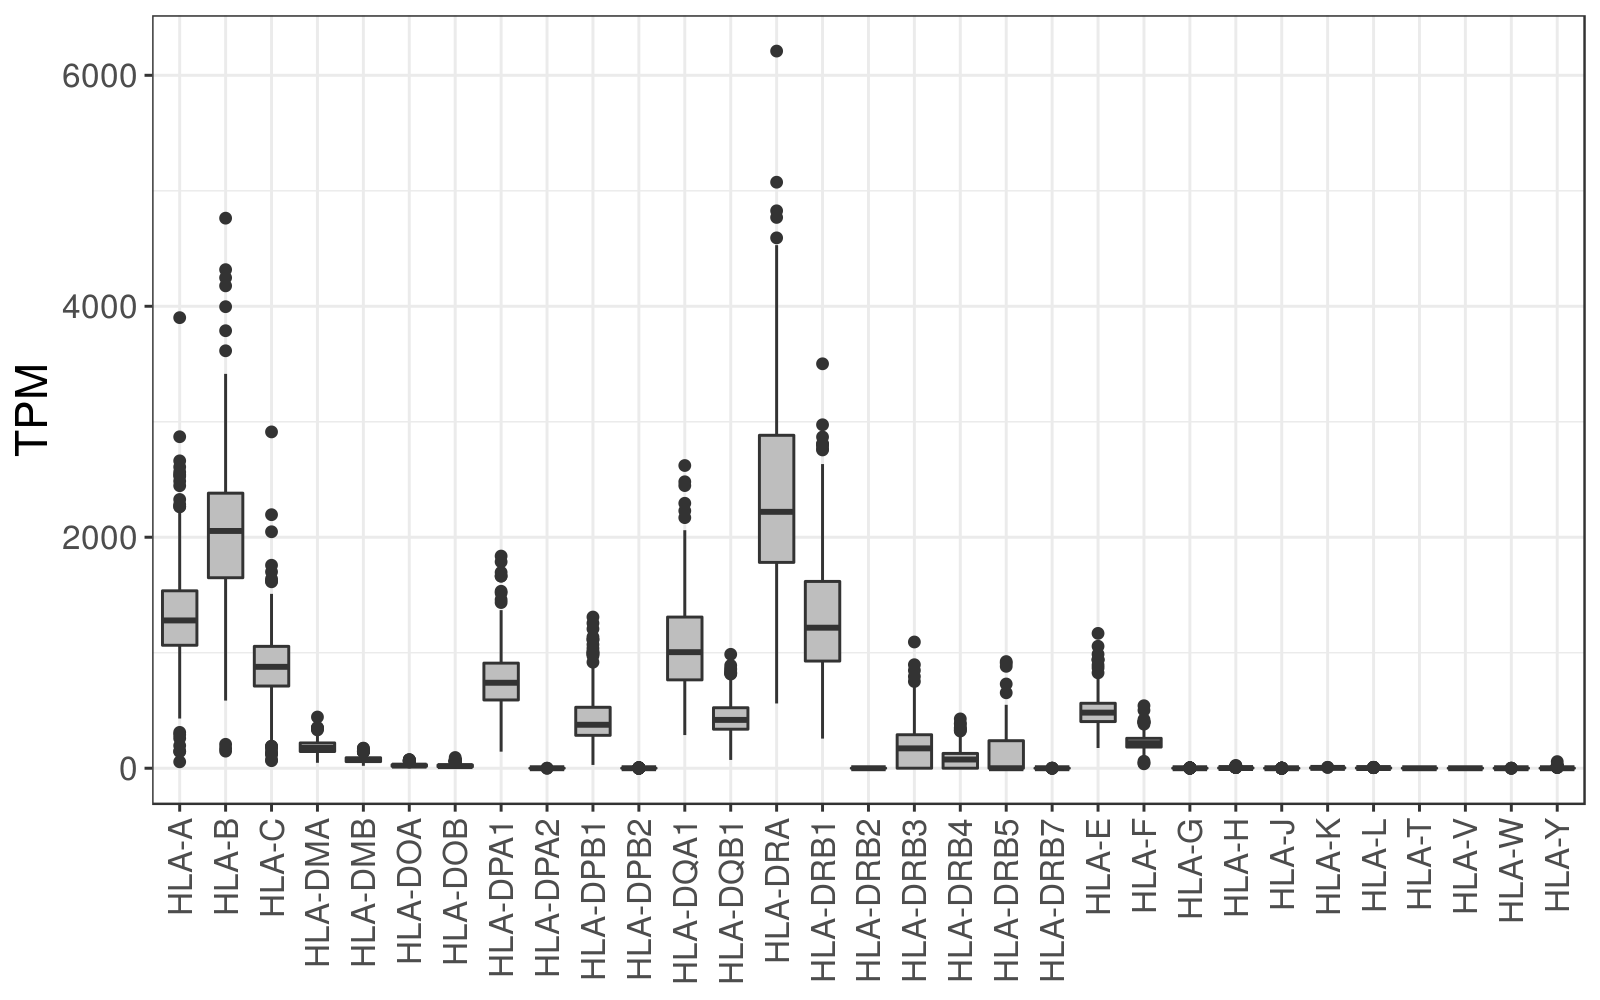 TPM
6000
4000
2000
0
HLA-A
HLA-B
HLA-C
HLA-DMA
HLA-DMB
HLA-DOA
HLA-DOB
HLA-DPA1
HLA-DPA2
HLA-DPB1
HLA-DPB2
HLA-DQA1
HLA-DQB1
HLA-DRA
HLA-DRB1
HLA-DRB2
HLA-DRB3
HLA-DRB4
HLA-DRB5
HLA-DRB7
HLA-E
HLA-F
HLA-G
HLA-H
HLA-J
HLA-K
HLA-L
HLA-T
HLA-V
HLA-W
HLA-Y